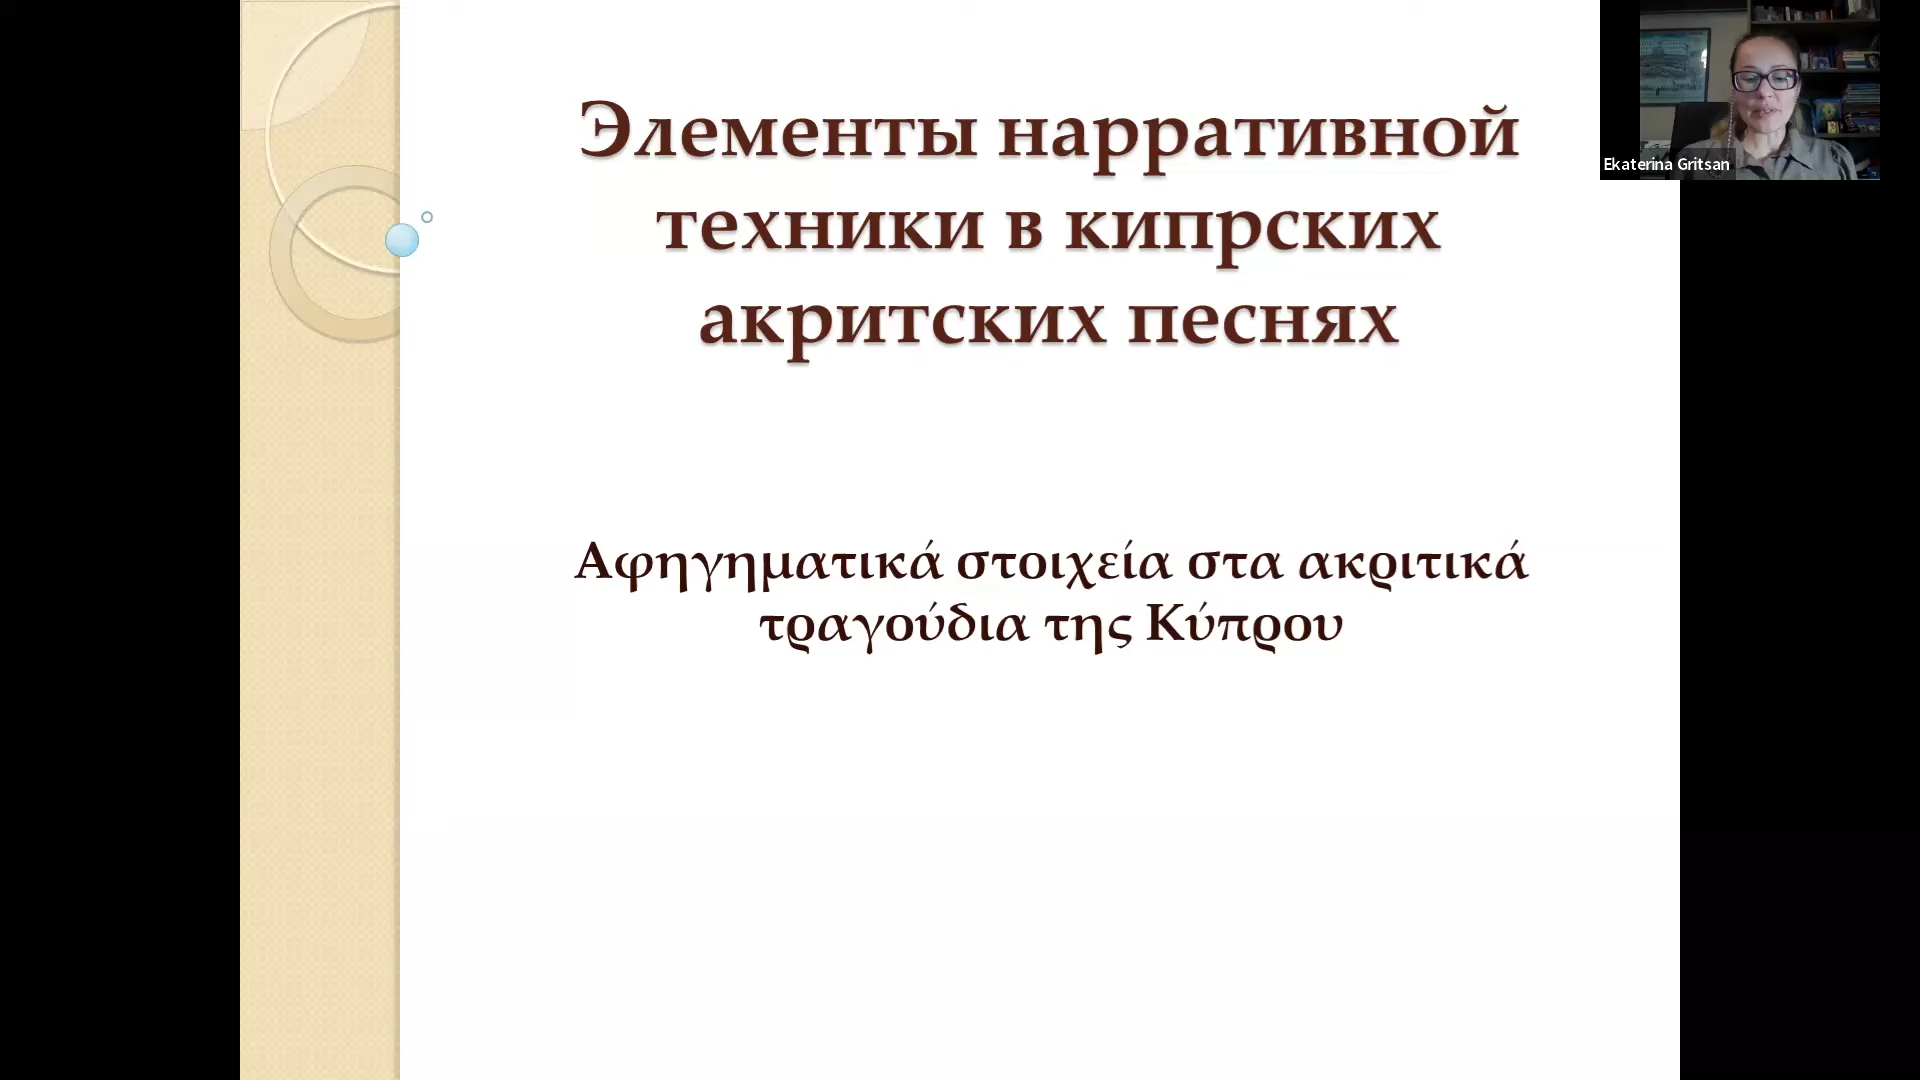 Элементы нарративной
техники в кипрских
акритских песнях
Αφηγηματικά στοιχεία στα ακριτικά
τραγούδια της Κύπρου
Ekaterina Gritsan